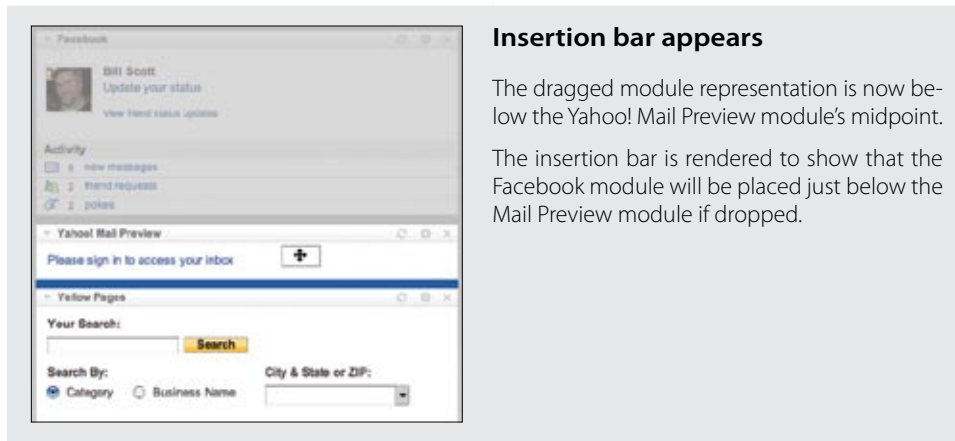 Facebook
Bill Scott
Update your status
View friend status updates
Activity
6 new messages
2 friend requests
2 pokes
Yahoo! Mail Preview
Please sign in to access your inbox
Yellow Pages
Your Search:
Search
Search By:
City & State or ZIP:
Category
Business Name
Insertion bar appears
The dragged module representation is now be-
low the Yahoo! Mail Preview module's midpoint.
The insertion bar is rendered to show that the
Facebook module will be placed just below the
Mail Preview module if dropped.